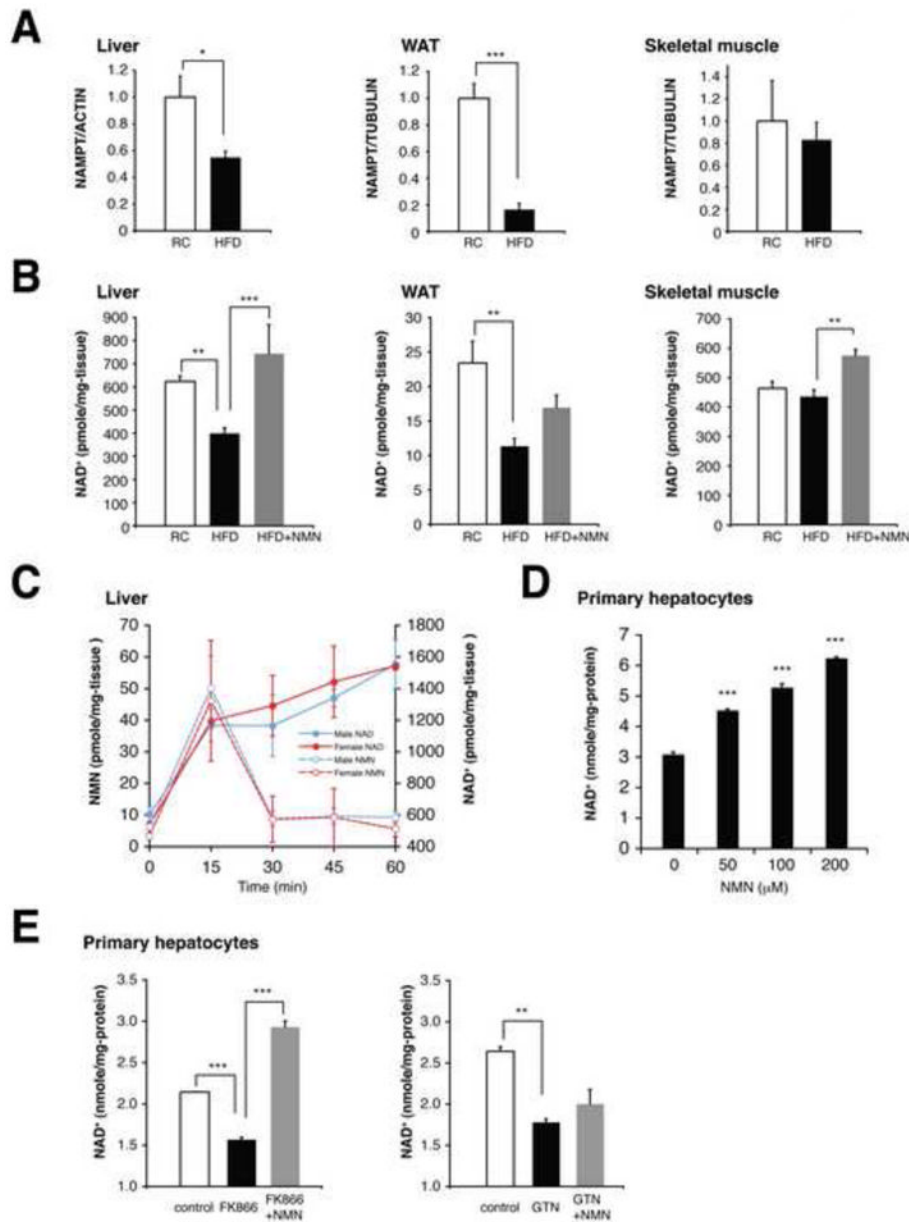 A
Liver
WAT
Skeletal muscle
*
***
NAMPT/ACTIN
1.2
1.0
0.8
0.6
0.4
0.2
0
RC HFD
NAMPT/TUBULIN
1.2
1.0
0.8
0.6
0.4
0.2
0
RC HFD
NAMPT/TUBULIN
1.4
1.2
1.0
0.8
0.6
0.4
0.2
0
RC HFD
B
Liver
WAT
Skeletal muscle
**
***
**
**
NAD⁺ (pmole/mg-tissue)
900
800
700
600
500
400
300
200
100
0
RC HFD HFD+NMN
NAD⁺ (pmole/mg-tissue)
30
25
20
15
10
5
0
RC HFD HFD+NMN
NAD⁺ (pmole/mg-tissue)
700
600
500
400
300
200
100
0
RC HFD HFD+NMN
C
Liver
NMN (pmole/mg-tissue )
70
60
50
40
30
20
10
0
0 15 30 45 60
Time (min)
1800
1600
1400
1200
1000
800
600
400
NAD⁺ (pmole/mg-tissue )
Male NAD
Female NAD
Male NMN
Female NMN
D
Primary hepatocytes
NAD⁺ (nmole/mg-protein)
7
6
5
4
3
2
1
0
***
***
***
0 50 100 200
NMN (μM)
E
Primary hepatocytes
NAD⁺ (nmole/mg-protein)
3.5
3.0
2.5
2.0
1.5
1.0
***
***
control FK866 FK866
+NMN
NAD⁺ (nmole/mg-protein)
3.5
3.0
2.5
2.0
1.5
1.0
**
control GTN GTN
+NMN